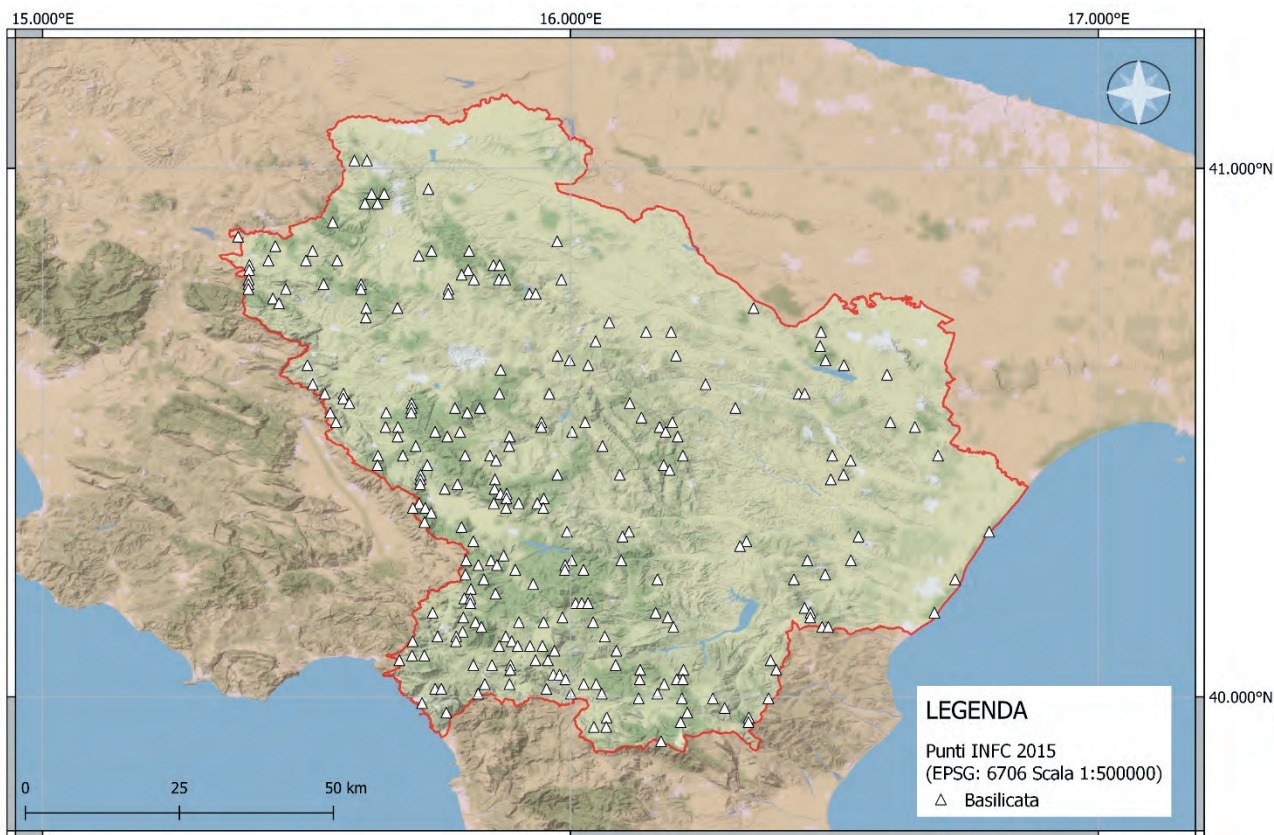 15.000°E 16.000°E 17.000°E
41.000°N
40.000°N
LEGENDA
Punti INFC 2015
(EPSG: 6706 Scala 1:500000)
Basilicata
0 25 50 km